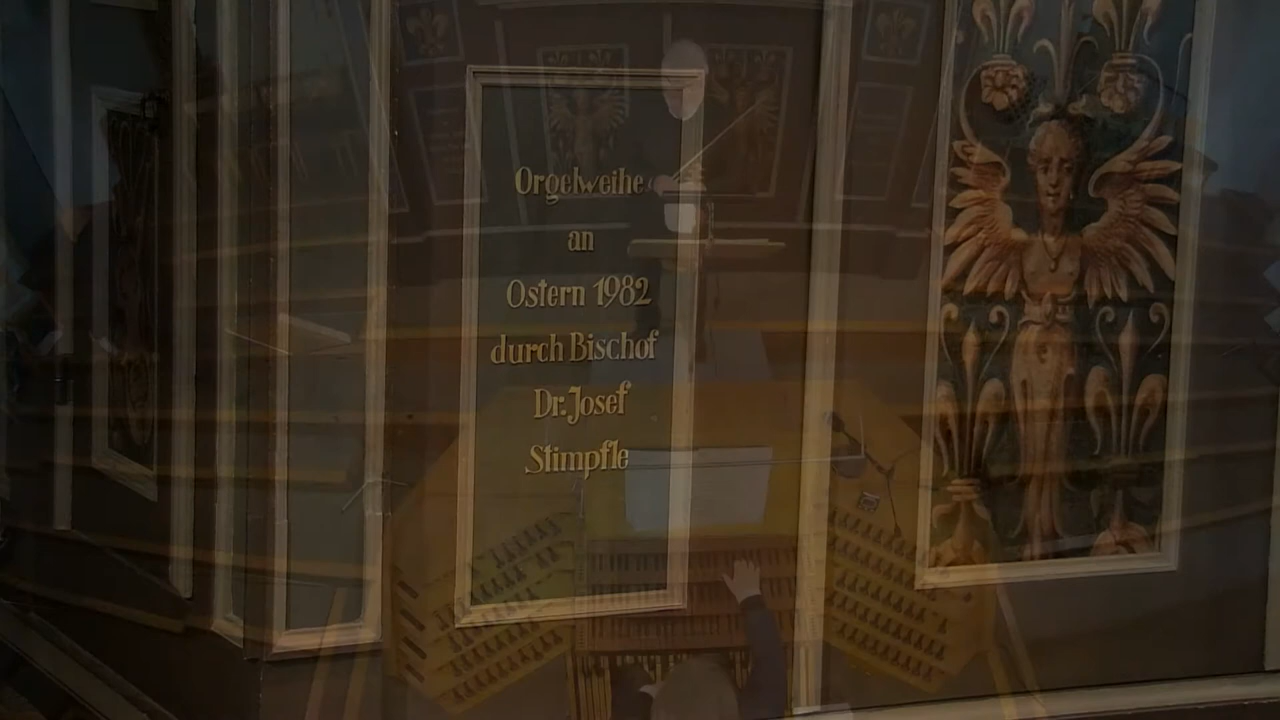 Orgelweihe
an
Ostern 1982
durch Bischof
Dr. Josef
Stimpfle